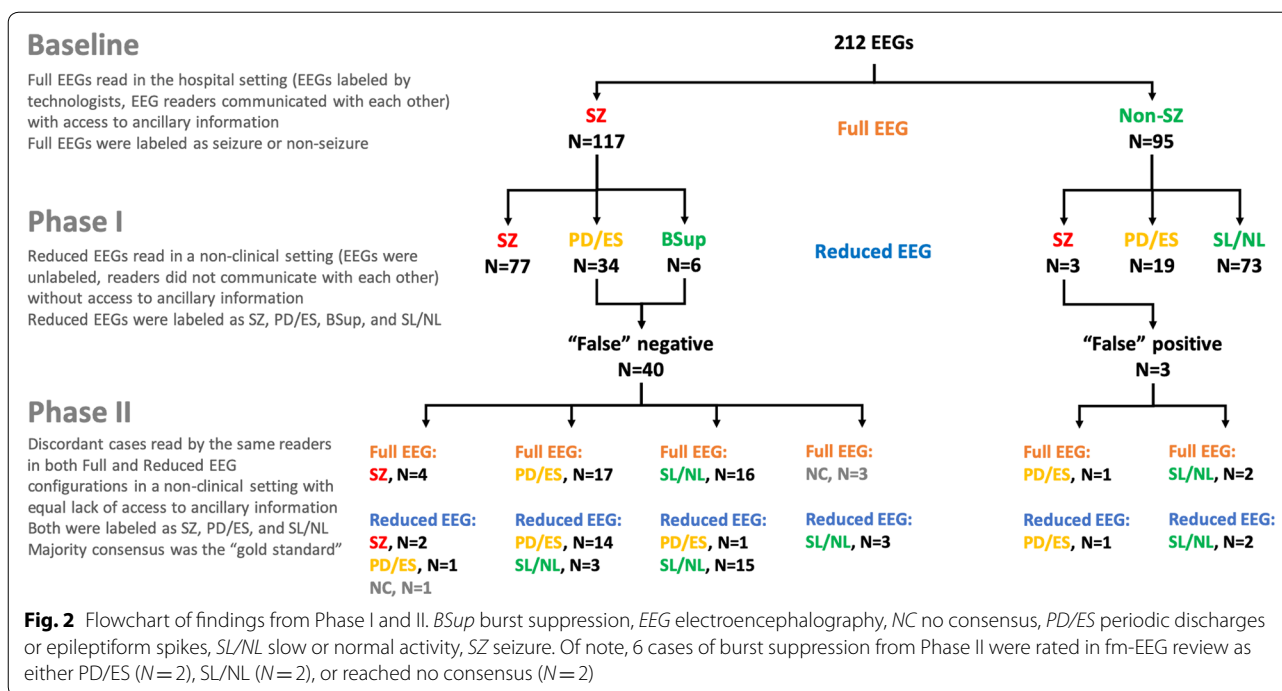 Baseline
Full EEGs read in the hospital setting (EEGs labeled by
technologists, EEG readers communicated with each other)
with access to ancillary information
Full EEGs were labeled as seizure or non-seizure
212 EEGs
SZ
N=117
Full EEG
Non-SZ
N=95
Phase I
Reduced EEGs read in a non-clinical setting (EEGs were
unlabeled, readers did not communicate with each other)
without access to ancillary information
Reduced EEGs were labeled as SZ, PD/ES, BSup, and SL/NL
SZ
N=77
PD/ES
N=34
BSup
N=6
Reduced EEG
SZ
N=3
PD/ES
N=19
SL/NL
N=73
“False” negative
N=40
“False” positive
N=3
Phase II
Discordant cases read by the same readers
in both Full and Reduced EEG
configurations in a non-clinical setting with
equal lack of access to ancillary information
Both were labeled as SZ, PD/ES, and SL/NL
Majority consensus was the “gold standard”
Full EEG:
SZ, N=4
Reduced EEG:
SZ, N=2
PD/ES, N=1
NC, N=1
Full EEG:
PD/ES, N=17
Reduced EEG:
PD/ES, N=14
SL/NL, N=3
Full EEG:
SL/NL, N=16
Reduced EEG:
PD/ES, N=1
SL/NL, N=15
Full EEG:
NC, N=3
Reduced EEG:
SL/NL, N=3
Full EEG:
PD/ES, N=1
Reduced EEG:
PD/ES, N=1
Full EEG:
SL/NL, N=2
Reduced EEG:
SL/NL, N=2
Fig. 2 Flowchart of findings from Phase I and II. BSup burst suppression, EEG electroencephalography, NC no consensus, PD/ES periodic discharges
or epileptiform spikes, SL/NL slow or normal activity, SZ seizure. Of note, 6 cases of burst suppression from Phase II were rated in fm-EEG review as
either PD/ES (N = 2), SL/NL (N = 2), or reached no consensus (N = 2)